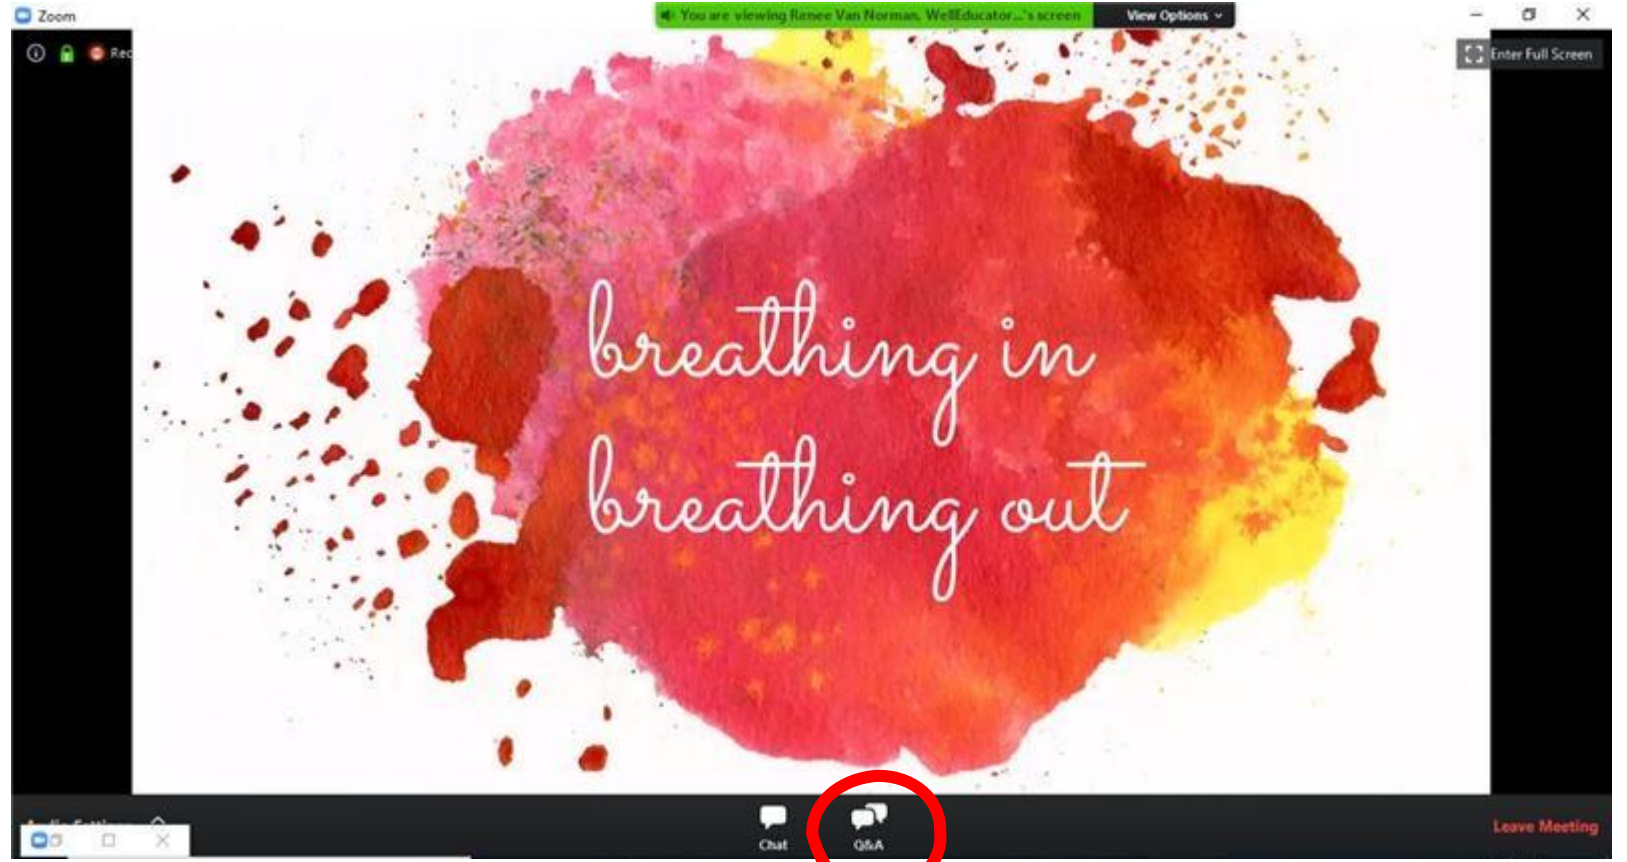 Zoom
You are viewing Renee Van Norman, WellEducator...'s screen
View Options
Rec
Enter Full Screen
breathing in
breathing out
Chat
Q&A
Leave Meeting